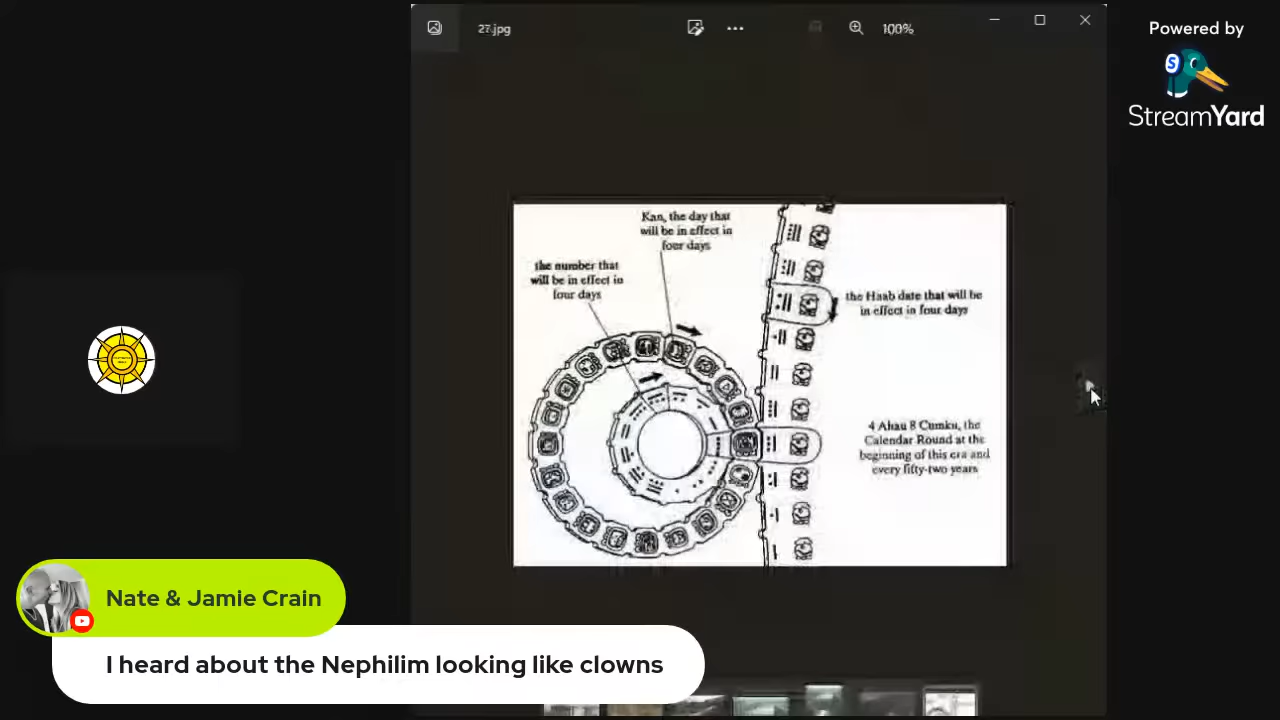 27.jpg
100%
Powered by
StreamYard
Kan, the day that
will be in effect in
four days
the number that
will be in effect in
four days
the Haab date that will be
in effect in four days
4 Ahau 8 Cumku, the
Calendar Round at the
beginning of this era and
every fifty-two years
Nate & Jamie Crain
I heard about the Nephilim looking like clowns